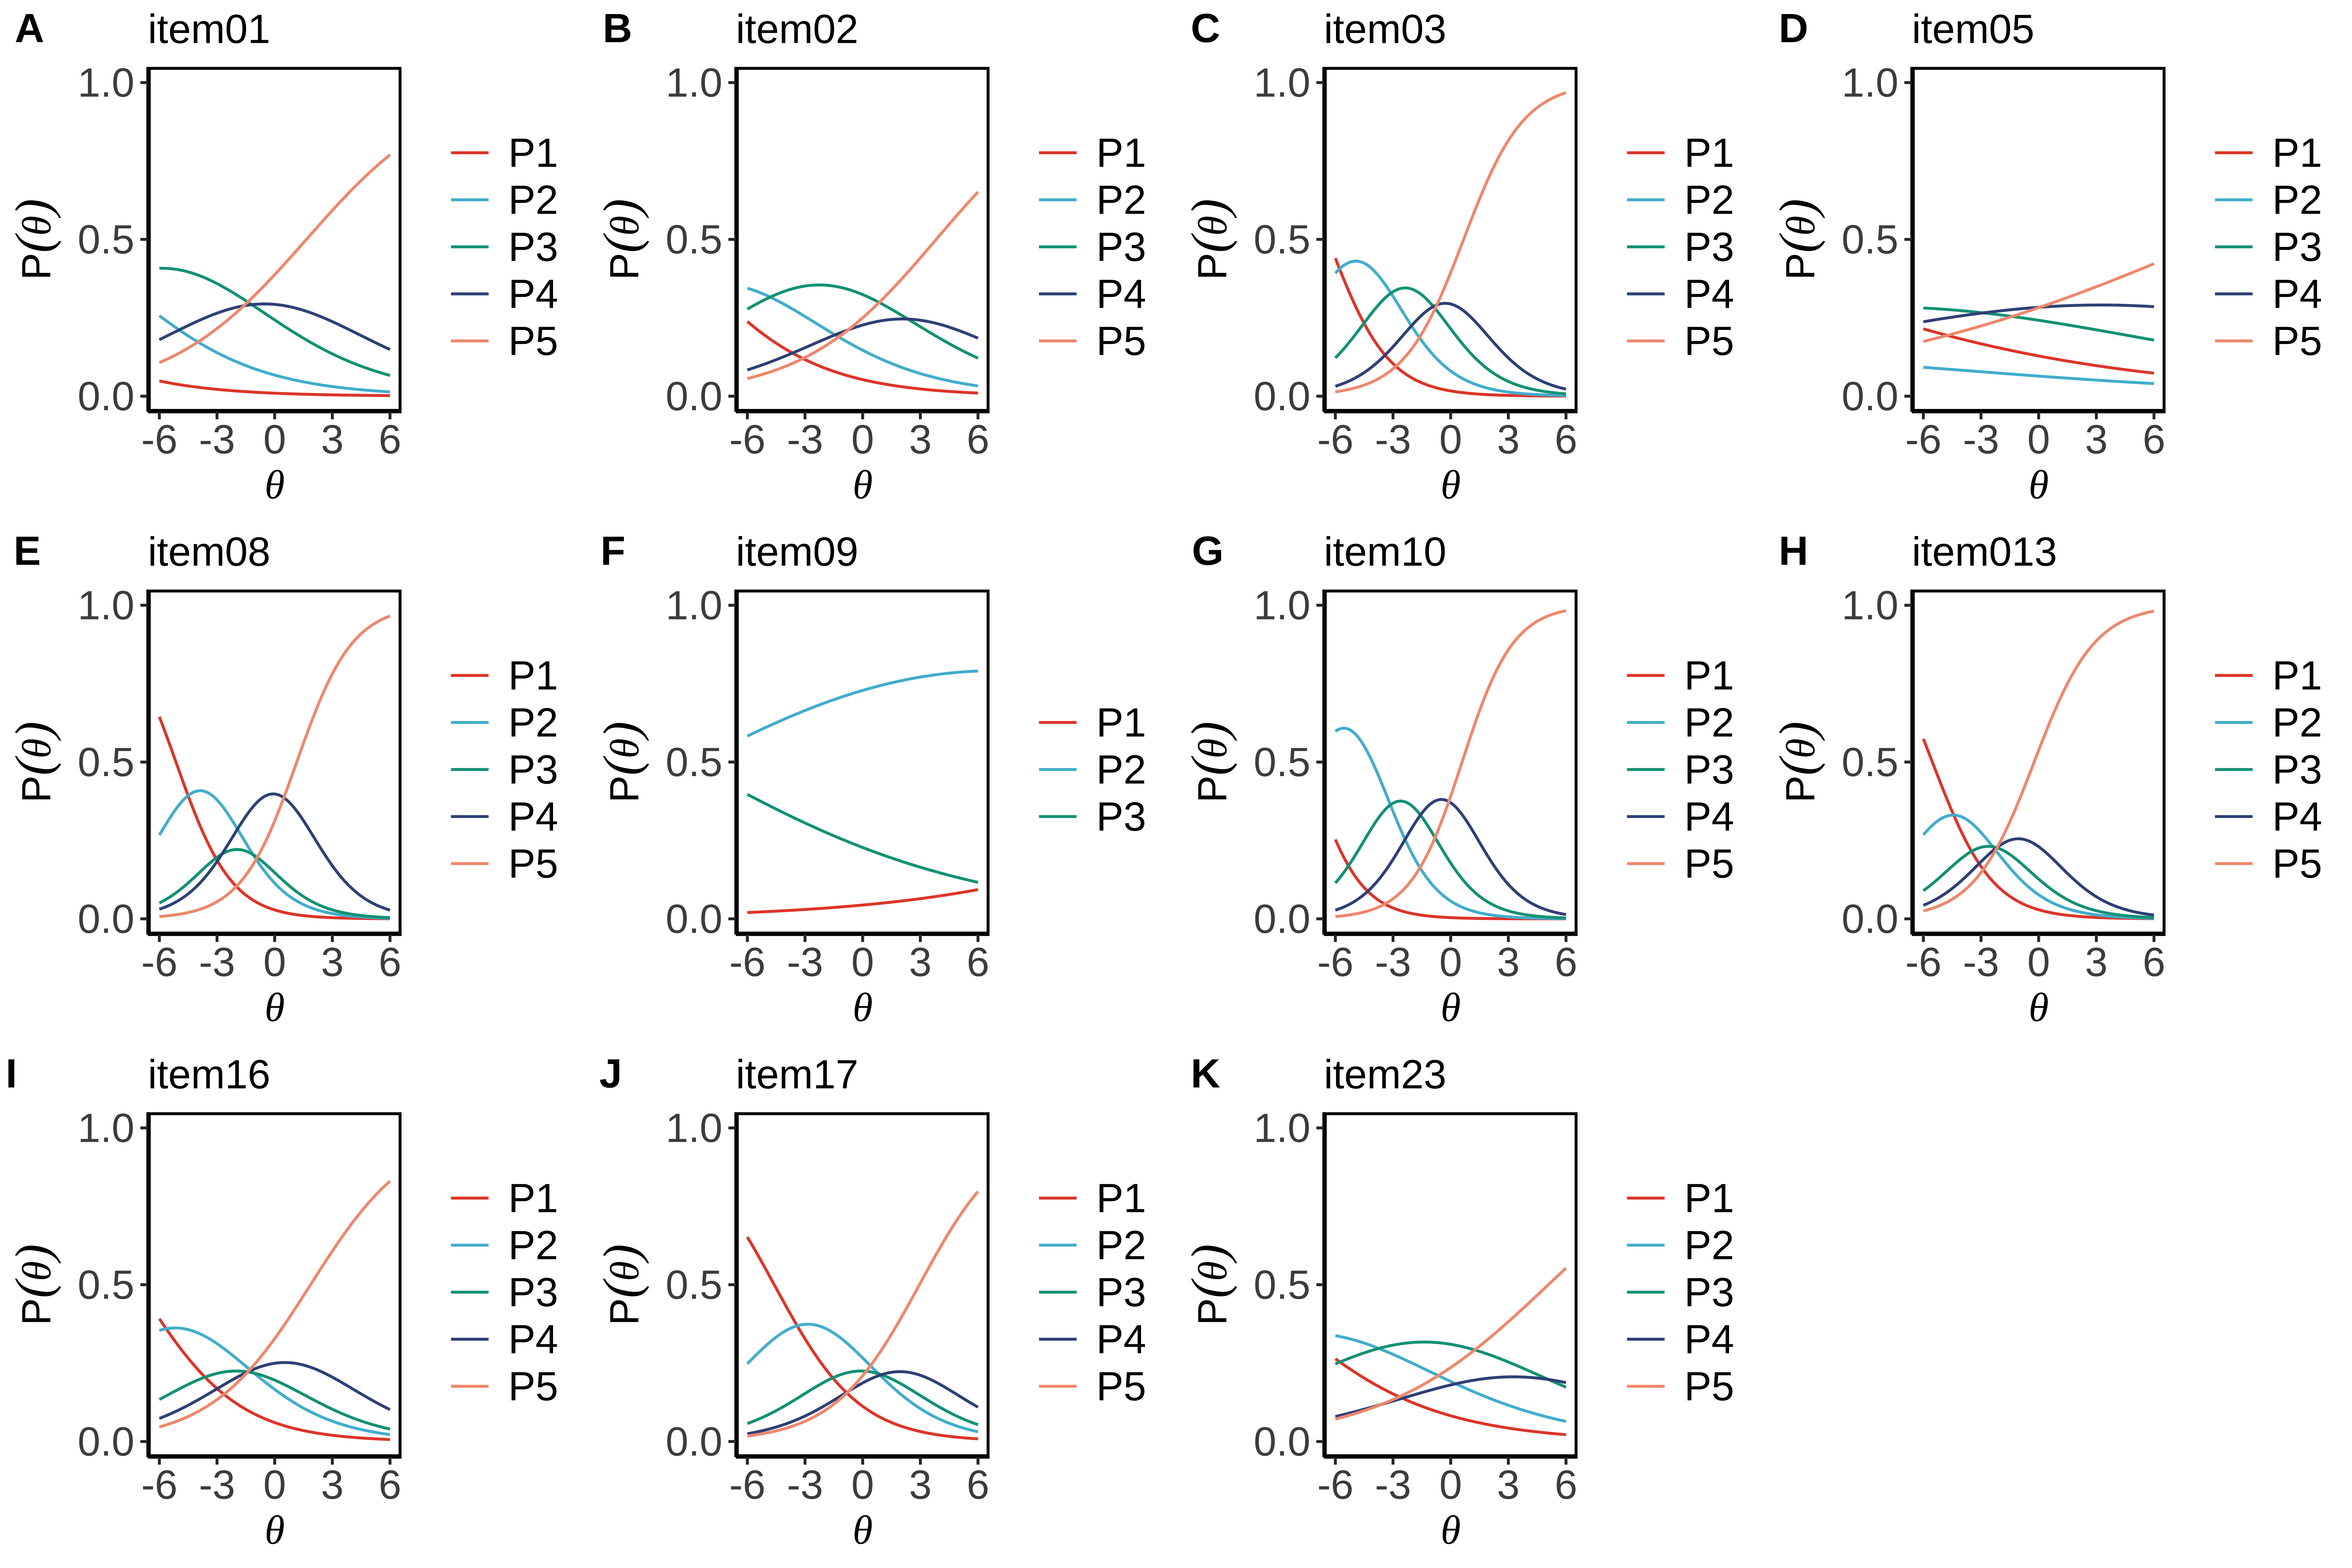 A item01
1.0
0.5
0.0
P(θ)
-6 -3 0 3 6
θ
P1
P2
P3
P4
P5
B item02
1.0
0.5
0.0
P(θ)
-6 -3 0 3 6
θ
P1
P2
P3
P4
P5
C item03
1.0
0.5
0.0
P(θ)
-6 -3 0 3 6
θ
P1
P2
P3
P4
P5
D item05
1.0
0.5
0.0
P(θ)
-6 -3 0 3 6
θ
P1
P2
P3
P4
P5
E item08
1.0
0.5
0.0
P(θ)
-6 -3 0 3 6
θ
P1
P2
P3
P4
P5
F item09
1.0
0.5
0.0
P(θ)
-6 -3 0 3 6
θ
P1
P2
P3
G item10
1.0
0.5
0.0
P(θ)
-6 -3 0 3 6
θ
P1
P2
P3
P4
P5
H item013
1.0
0.5
0.0
P(θ)
-6 -3 0 3 6
θ
P1
P2
P3
P4
P5
I item16
1.0
0.5
0.0
P(θ)
-6 -3 0 3 6
θ
P1
P2
P3
P4
P5
J item17
1.0
0.5
0.0
P(θ)
-6 -3 0 3 6
θ
P1
P2
P3
P4
P5
K item23
1.0
0.5
0.0
P(θ)
-6 -3 0 3 6
θ
P1
P2
P3
P4
P5